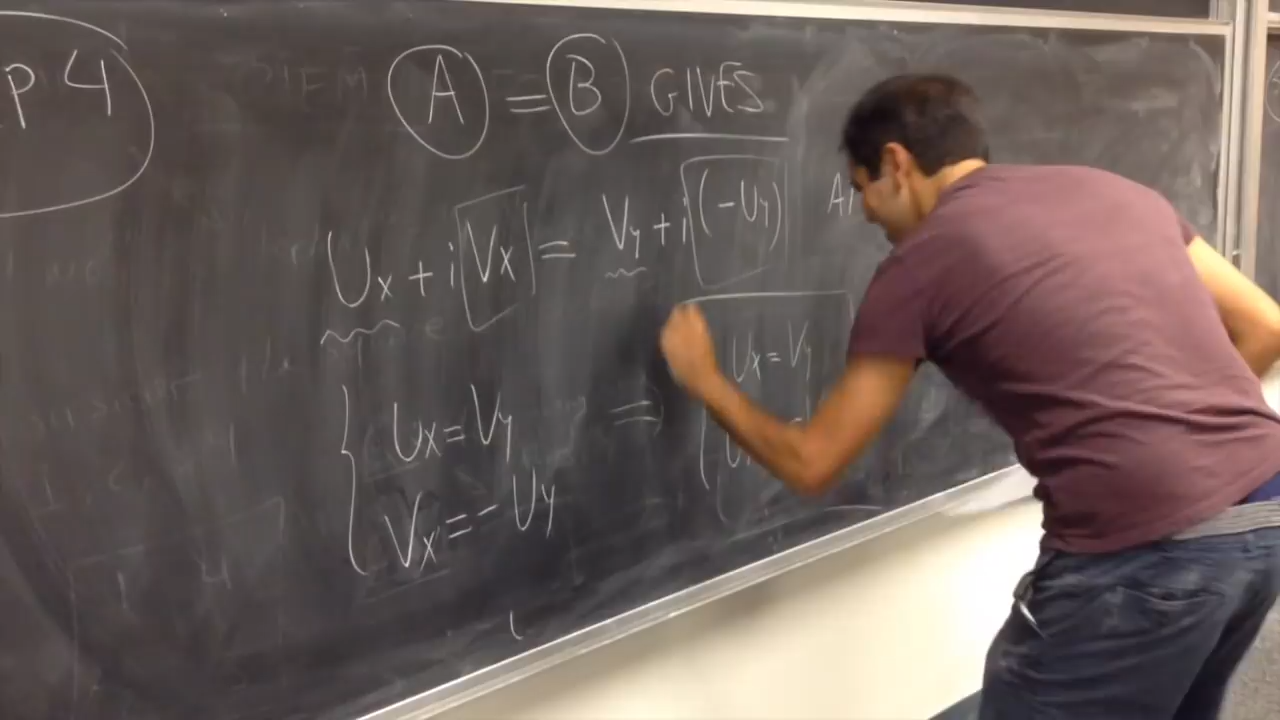 P 4
A = B GIVES
Ux + i Vx = Vy + i (-Uy)
Ux = Vy ⇒ Ux = Vy
Vx = -Uy